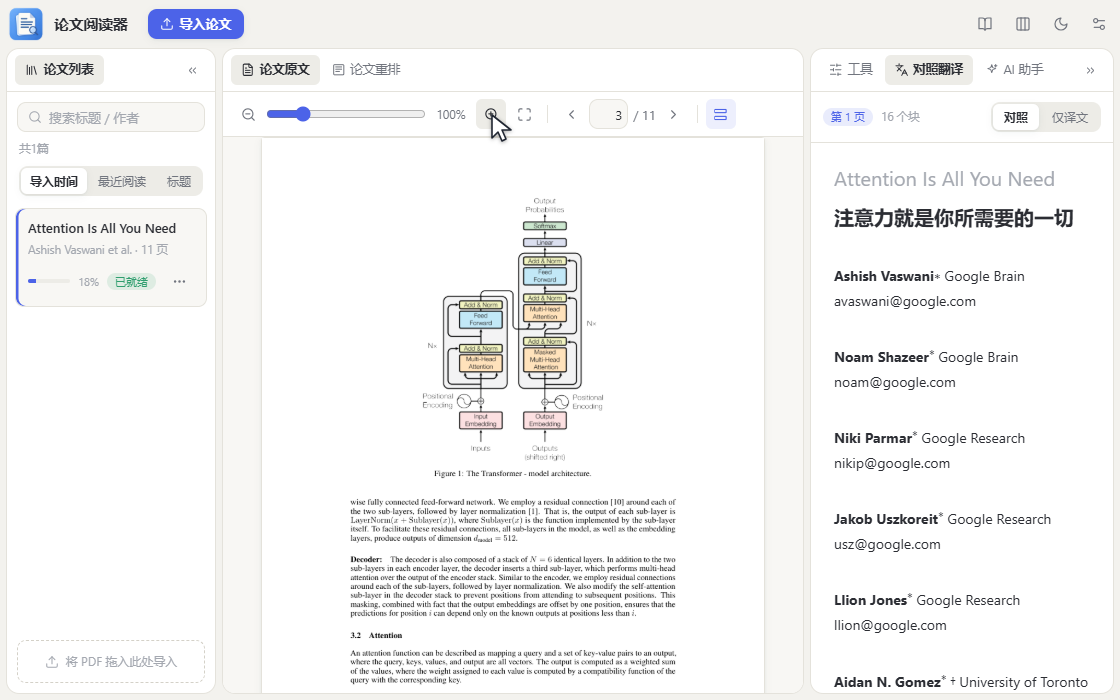 论文阅读器
导入论文
论文列表
«
搜索标题 / 作者
共1篇
导入时间 最近阅读 标题
Attention Is All You Need
Ashish Vaswani et al. · 11 页
18% 已就绪 ···
将 PDF 拖入此处导入
论文原文 论文重排
100% 3 / 11
Output
Probabilities
Softmax
Linear
Add & Norm
Feed
Forward
Add & Norm
Multi-Head
Attention
Add & Norm
Masked
Multi-Head
Attention
Add & Norm
Feed
Forward
Add & Norm
Multi-Head
Attention
N×
N×
Positional
Encoding
Positional
Encoding
Input
Embedding
Output
Embedding
Inputs
Outputs
(shifted right)
Figure 1: The Transformer - model architecture.
wise fully connected feed-forward network. We employ a residual connection [10] around each of
the two sub-layers, followed by layer normalization [1]. That is, the output of each sub-layer is
LayerNorm(x + Sublayer(x)), where Sublayer(x) is the function implemented by the sub-layer
itself. To facilitate these residual connections, all sub-layers in the model, as well as the embedding
layers, produce outputs of dimension d_model = 512.
Decoder: The decoder is also composed of a stack of N = 6 identical layers. In addition to the two
sub-layers in each encoder layer, the decoder inserts a third sub-layer, which performs multi-head
attention over the output of the encoder stack. Similar to the encoder, we employ residual connections
around each of the sub-layers, followed by layer normalization. We also modify the self-attention
sub-layer in the decoder stack to prevent positions from attending to subsequent positions. This
masking, combined with fact that the output embeddings are offset by one position, ensures that the
predictions for position i can depend only on the known outputs at positions less than i.
3.2 Attention
An attention function can be described as mapping a query and a set of key-value pairs to an output,
where the query, keys, values, and output are all vectors. The output is computed as a weighted sum
of the values, where the weight assigned to each value is computed by a compatibility function of the
query with the corresponding key.
工具 对照翻译 AI 助手 »
第 1 页 16 个块 对照 仅译文
Attention Is All You Need
注意力就是你所需要的一切
Ashish Vaswani* Google Brain
avaswani@google.com
Noam Shazeer* Google Brain
noam@google.com
Niki Parmar* Google Research
nikip@google.com
Jakob Uszkoreit* Google Research
usz@google.com
Llion Jones* Google Research
llion@google.com
Aidan N. Gomez* † University of Toronto